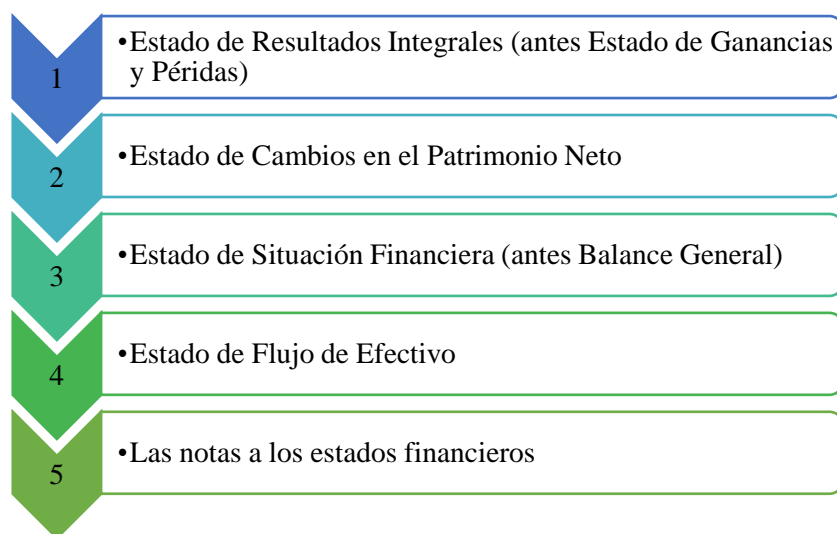 1
•Estado de Resultados Integrales (antes Estado de Ganancias
y Péridas)
2
•Estado de Cambios en el Patrimonio Neto
3
•Estado de Situación Financiera (antes Balance General)
4
•Estado de Flujo de Efectivo
5
•Las notas a los estados financieros